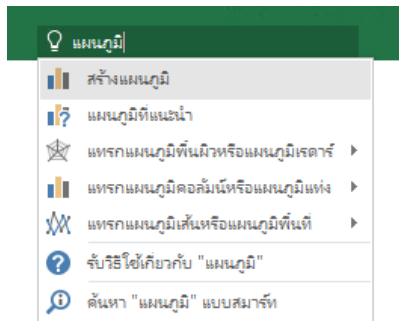 แผนภูมิ
สร้างแผนภูมิ
แผนภูมิที่แนะนำ
แทรกแผนภูมิพื้นผิวหรือแผนภูมิเรดาร์
แทรกแผนภูมิคอลัมน์หรือแผนภูมิแท่ง
แทรกแผนภูมิเส้นหรือแผนภูมิพื้นที่
รับวิธีใช้เกี่ยวกับ "แผนภูมิ"
ค้นหา "แผนภูมิ" แบบสมาร์ท